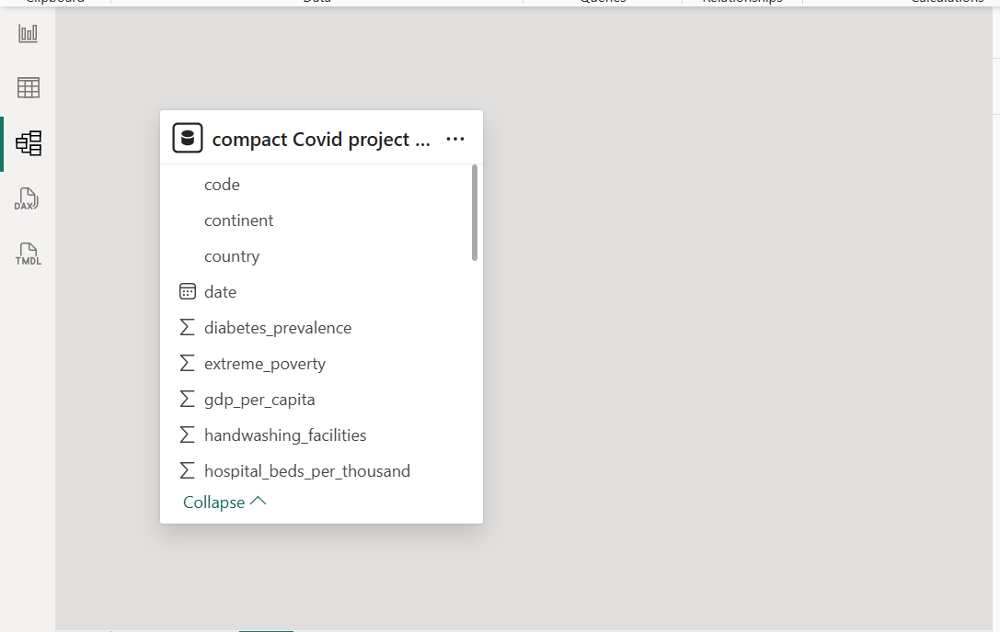 Clipboard
Data
Queries
Relationships
Calculations
compact Covid project ...
code
continent
country
date
diabetes_prevalence
extreme_poverty
gdp_per_capita
handwashing_facilities
hospital_beds_per_thousand
Collapse
DAX
TMDL